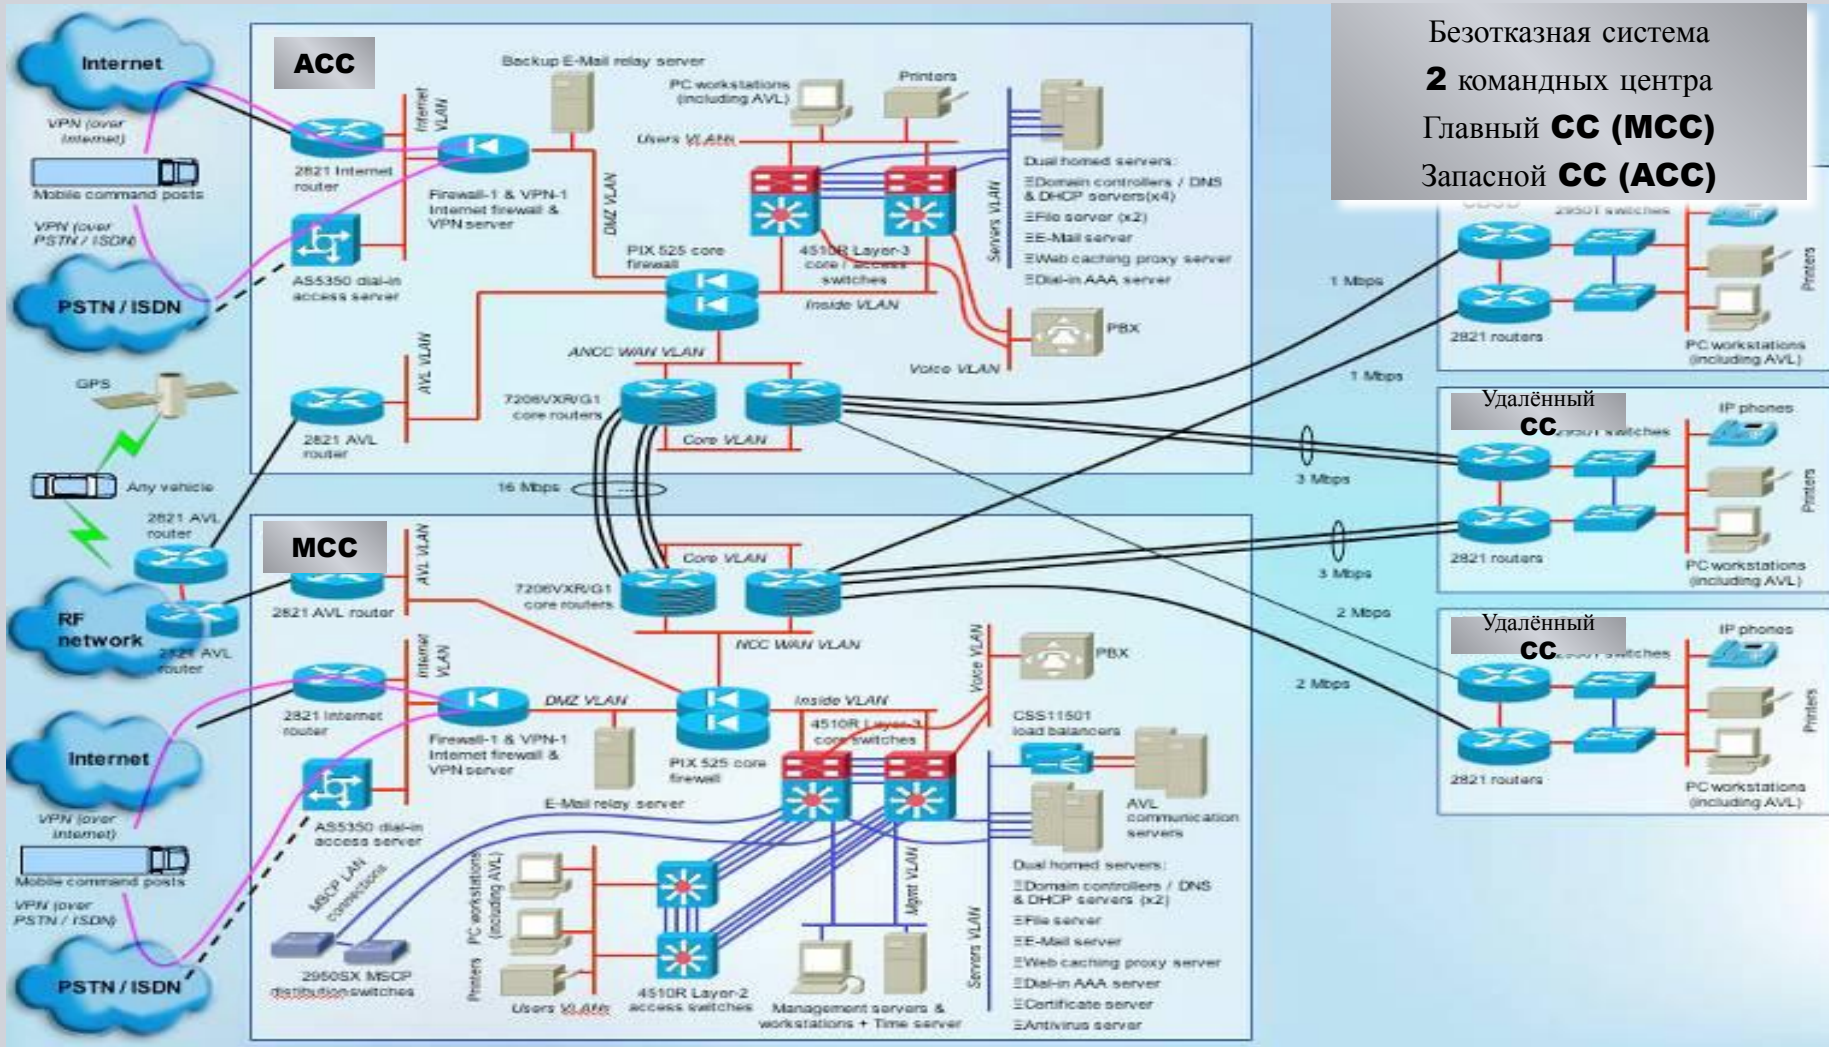 Безотказная система
2 командных центра
Главный CC (MCC)
Запасной CC (ACC)
Internet
VPN (over
Internet)
Mobile command posts
VPN (over
PSTN / ISDN)
PSTN / ISDN
GPS
Any vehicle
2821 AVL
router
RF
network
2821 AVL
router
Internet
VPN (over
Internet)
Mobile command posts
VPN (over
PSTN / ISDN)
PSTN / ISDN
ACC
Internet
VLAN
2821 Internet
router
AS5350 dial-in
access server
Firewall-1 & VPN-1
Internet firewall &
VPN server
Backup E-Mail relay server
DMZ VLAN
PC workstations
(including AVL)
Printers
Users VLANs
Servers VLAN
Dual homed servers:
Ξ Domain controllers / DNS
& DHCP servers(x4)
Ξ File server (x2)
Ξ E-Mail server
Ξ Web caching proxy server
Ξ Dial-in AAA server
PIX 525 core
firewall
4510R Layer-3
core / access
switches
Inside VLAN
PBX
Voice VLAN
ANCC WAN VLAN
AVL VLAN
2821 AVL
router
7206VXR/G1
core routers
Core VLAN
16 Mbps
MCC
AVL VLAN
2821 AVL router
Core VLAN
7206VXR/G1
core routers
NCC WAN VLAN
Internet
VLAN
2821 Internet
router
AS5350 dial-in
access server
Firewall-1 & VPN-1
Internet firewall &
VPN server
DMZ VLAN
E-Mail relay server
PIX 525 core
firewall
Inside VLAN
4510R Layer-3
core switches
Voice VLAN
PBX
CSS11501
load balancers
AVL
communication
servers
MSCP LAN
connections
2950SX MSCP
distibution switches
Printers
PC workstations
(including AVL)
Users VLANs
4510R Layer-2
access switches
Mgmt VLAN
Management servers &
workstations + Time server
Servers VLAN
Dual homed servers:
Ξ Domain controllers / DNS
& DHCP servers (x2)
Ξ File server
Ξ E-Mail server
Ξ Web caching proxy server
Ξ Dial-in AAA server
Ξ Certificate server
Ξ Antivirus server
1 Mbps
1 Mbps
3 Mbps
3 Mbps
2 Mbps
2 Mbps
2950T switches
2821 routers
Printers
PC workstations
(including AVL)
Удалённый
CC
2950T switches
IP phones
2821 routers
Printers
PC workstations
(including AVL)
Удалённый
CC
2950T switches
IP phones
2821 routers
Printers
PC workstations
(including AVL)